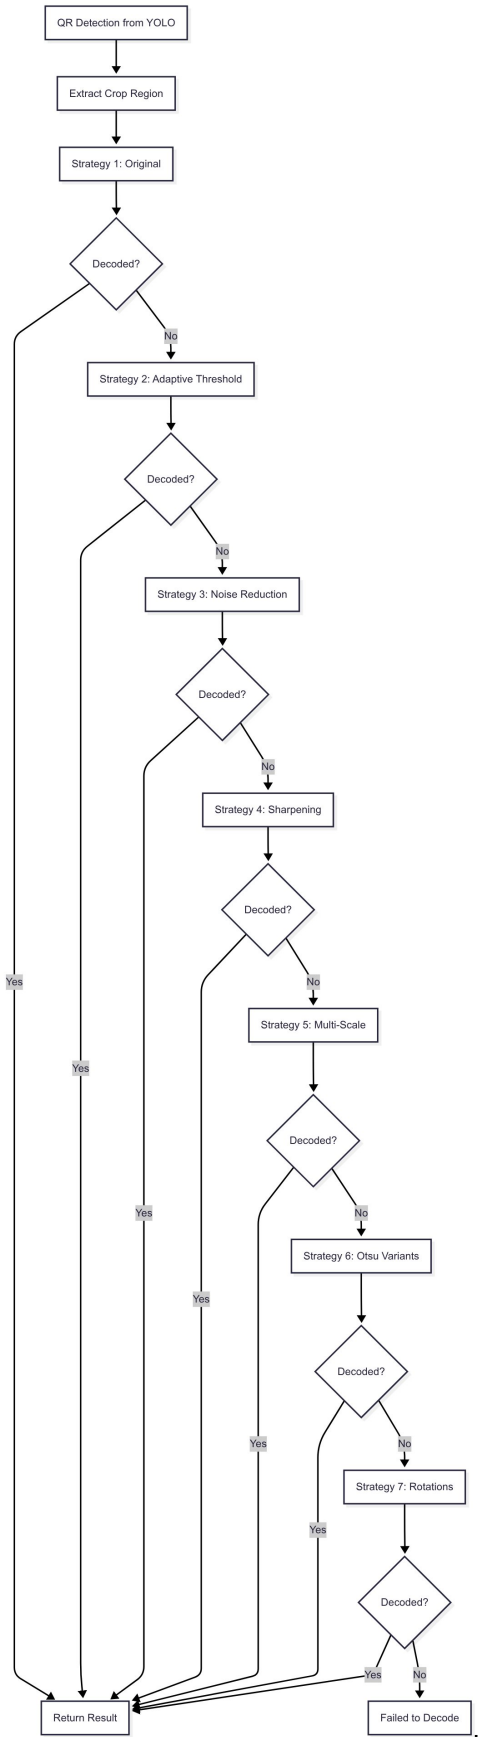 QR Detection from YOLO
Extract Crop Region
Strategy 1: Original
Decoded?
No
Strategy 2: Adaptive Threshold
Decoded?
No
Strategy 3: Noise Reduction
Decoded?
No
Strategy 4: Sharpening
Decoded?
Yes
No
Strategy 5: Multi-Scale
Yes
Decoded?
Yes
No
Strategy 6: Otsu Variants
Yes
Decoded?
Yes
No
Strategy 7: Rotations
Yes
Decoded?
Yes
No
Return Result
Failed to Decode
.